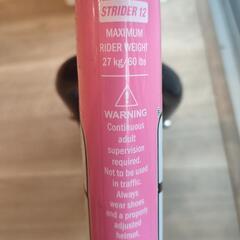 STRIDER 12
MAXIMUM
RIDER WEIGHT
27 kg/60 lbs
WARNING
Continuous
adult
supervision
required.
Not to be used
in traffic.
Always
wear shoes
and a properly
adjusted
helmet.